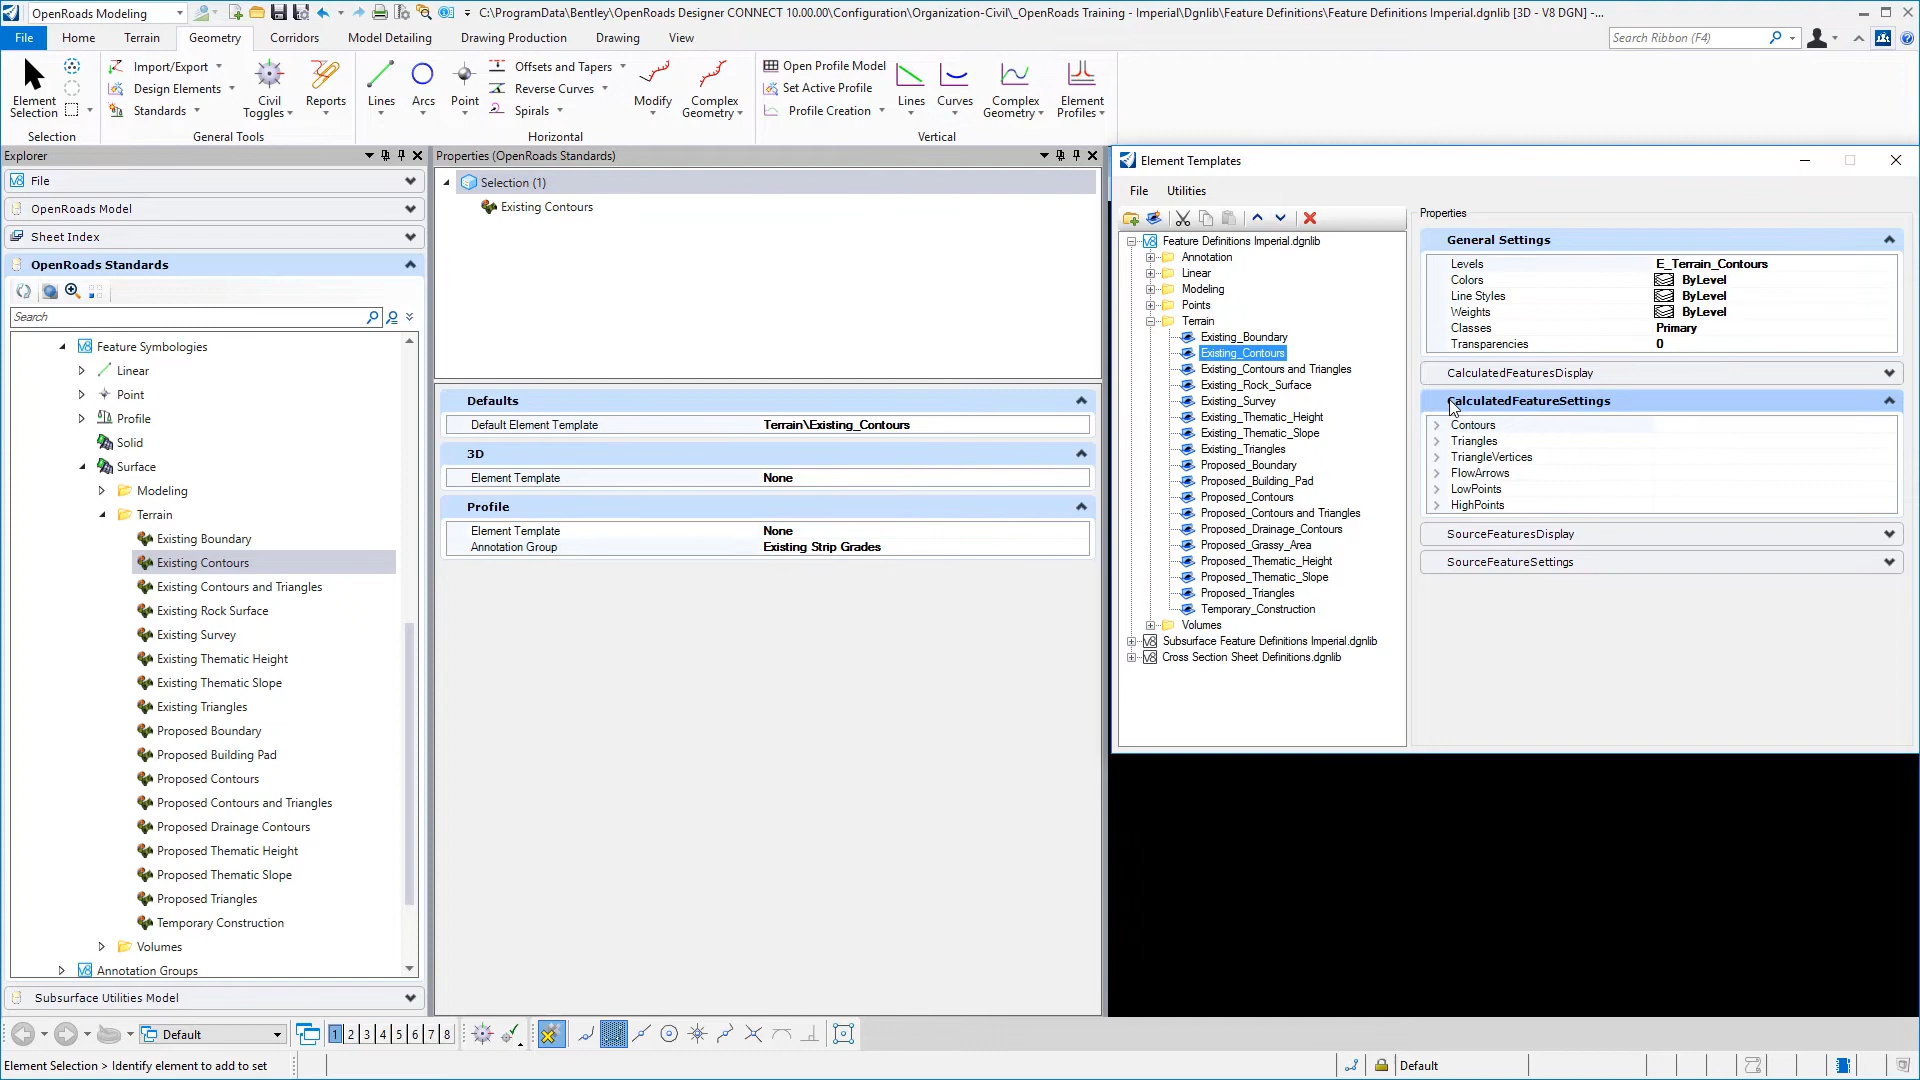 OpenRoads Modeling
C:\ProgramData\Bentley\OpenRoads Designer CONNECT 10.00.00\Configuration\Organization-Civil\_OpenRoads Training - Imperial\Dgnlib\Feature Definitions\Feature Definitions Imperial.dgnlib [3D - V8 DGN] -...
File Home Terrain Geometry Corridors Model Detailing Drawing Production Drawing View
Search Ribbon (F4)
Element Selection
Selection
Import/Export
Design Elements
Standards
Civil Toggles
Reports
General Tools
Lines
Arcs
Point
Offsets and Tapers
Reverse Curves
Spirals
Modify
Complex Geometry
Horizontal
Open Profile Model
Set Active Profile
Profile Creation
Lines
Curves
Complex Geometry
Element Profiles
Vertical
Explorer
File
OpenRoads Model
Sheet Index
OpenRoads Standards
Search
Feature Symbologies
Linear
Point
Profile
Solid
Surface
Modeling
Terrain
Existing Boundary
Existing Contours
Existing Contours and Triangles
Existing Rock Surface
Existing Survey
Existing Thematic Height
Existing Thematic Slope
Existing Triangles
Proposed Boundary
Proposed Building Pad
Proposed Contours
Proposed Contours and Triangles
Proposed Drainage Contours
Proposed Thematic Height
Proposed Thematic Slope
Proposed Triangles
Temporary Construction
Volumes
Annotation Groups
Subsurface Utilities Model
Properties (OpenRoads Standards)
Selection (1)
Existing Contours
Defaults
Default Element Template Terrain\Existing_Contours
3D
Element Template None
Profile
Element Template None
Annotation Group Existing Strip Grades
Element Templates
File Utilities
Feature Definitions Imperial.dgnlib
Annotation
Linear
Modeling
Points
Terrain
Existing_Boundary
Existing_Contours
Existing_Contours and Triangles
Existing_Rock_Surface
Existing_Survey
Existing_Thematic_Height
Existing_Thematic_Slope
Existing_Triangles
Proposed_Boundary
Proposed_Building_Pad
Proposed_Contours
Proposed_Contours and Triangles
Proposed_Drainage_Contours
Proposed_Grassy_Area
Proposed_Thematic_Height
Proposed_Thematic_Slope
Proposed_Triangles
Temporary_Construction
Volumes
Subsurface Feature Definitions Imperial.dgnlib
Cross Section Sheet Definitions.dgnlib
Properties
General Settings
Levels E_Terrain_Contours
Colors ByLevel
Line Styles ByLevel
Weights ByLevel
Classes Primary
Transparencies 0
CalculatedFeaturesDisplay
CalculatedFeatureSettings
Contours
Triangles
TriangleVertices
FlowArrows
LowPoints
HighPoints
SourceFeaturesDisplay
SourceFeatureSettings
Default 1 2 3 4 5 6 7 8
Element Selection > Identify element to add to set
Default